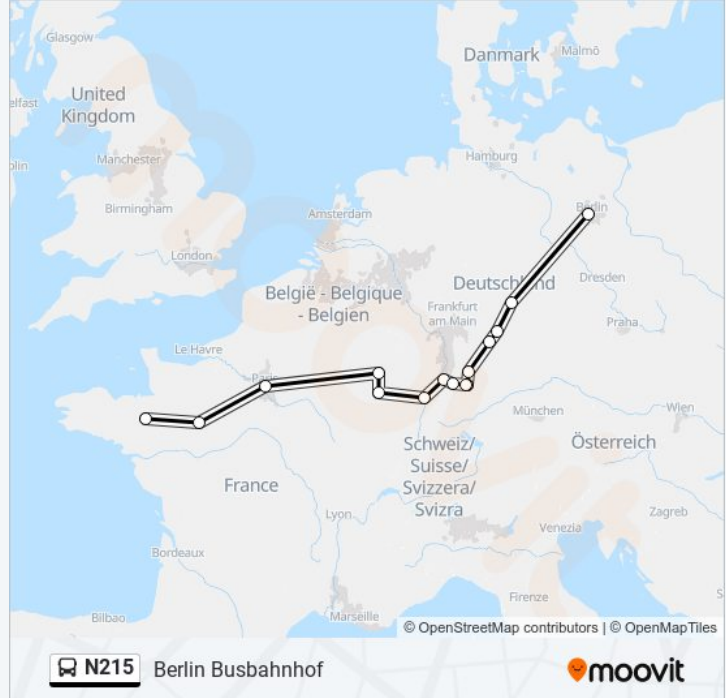 Glasgow
Danmark
Malmö
United
Kingdom
elfast
olin
Manchester
Hamburg
Birmingham
Amsterdam
Berlin
London
België - Belgique
- Belgien
Deutschland
Dresden
Frankfurt
am Main
Praha
Le Havre
Paris
München
Wien
Schweiz/
Suisse/
Svizzera/
Svizra
Österreich
France
Lyon
Zagreb
Venezia
Bordeaux
Firenze
S
Bilbao
Marseille
© OpenStreetMap contributors | © OpenMapTiles
N215 Berlin Busbahnhof
moovit